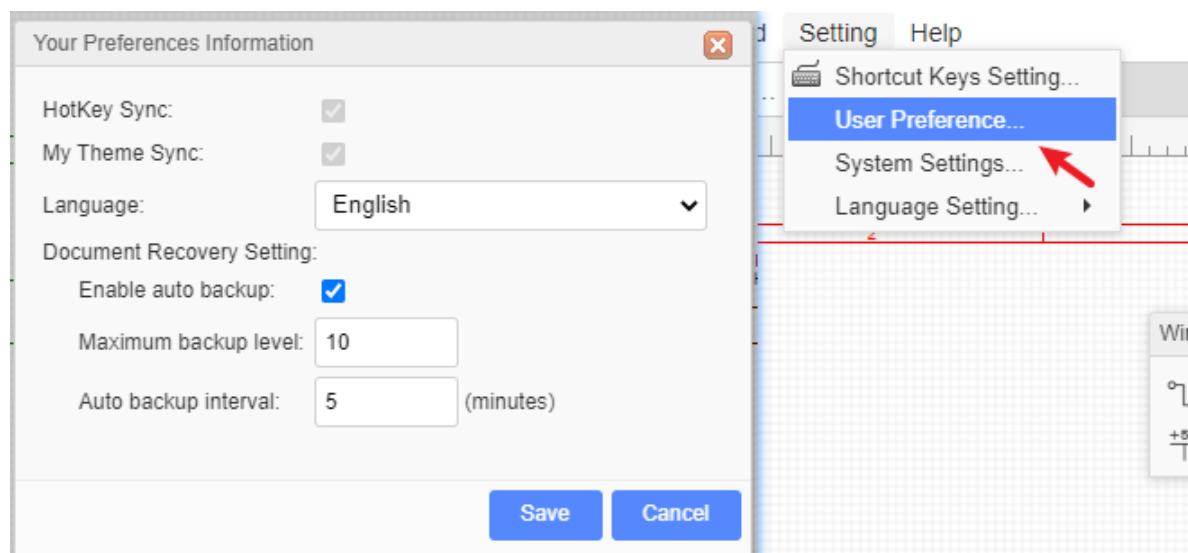 Your Preferences Information
HotKey Sync:
My Theme Sync:
Language: English
Document Recovery Setting:
Enable auto backup:
Maximum backup level: 10
Auto backup interval: 5 (minutes)
Save Cancel
d Setting Help
Shortcut Keys Setting...
User Preference...
System Settings...
Language Setting...
2
Wi